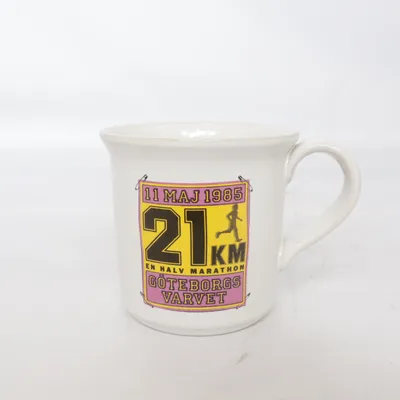 11 MAJ 1985
21 KM
EN HALV MARATHON
GÖTEBORGS
VARVET